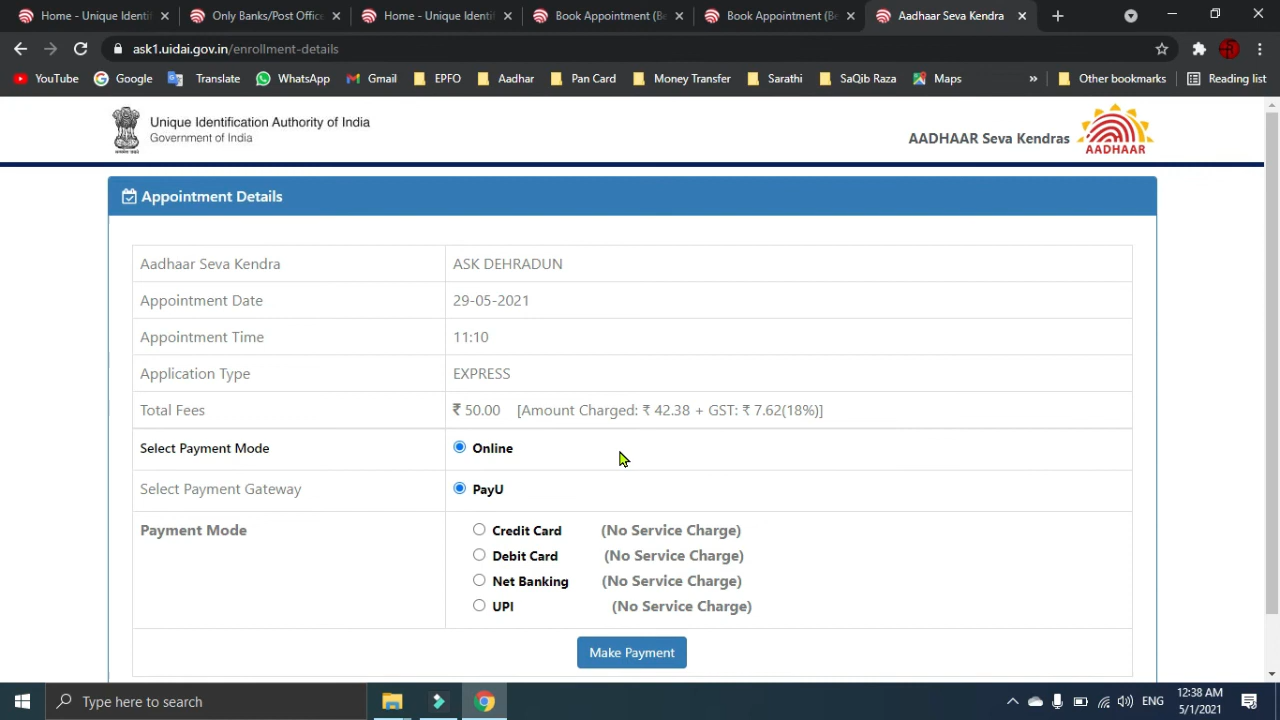 Home - Unique Identi
Only Banks/Post Office
Home - Unique Identif
Book Appointment (Ba
Book Appointment (Be
Aadhaar Seva Kendra
ask1.uidai.gov.in/enrollment-details
YouTube Google Translate WhatsApp Gmail EPFO Aadhar Pan Card Money Transfer Sarathi SaQib Raza Maps » Other bookmarks Reading list
Unique Identification Authority of India
Government of India
AADHAAR Seva Kendras
AADHAAR
Appointment Details
Aadhaar Seva Kendra ASK DEHRADUN
Appointment Date 29-05-2021
Appointment Time 11:10
Application Type EXPRESS
Total Fees ₹ 50.00 [Amount Charged: ₹ 42.38 + GST: ₹ 7.62(18%)]
Select Payment Mode Online
Select Payment Gateway PayU
Payment Mode Credit Card (No Service Charge)
Debit Card (No Service Charge)
Net Banking (No Service Charge)
UPI (No Service Charge)
Make Payment
Type here to search
ENG
12:38 AM
5/1/2021